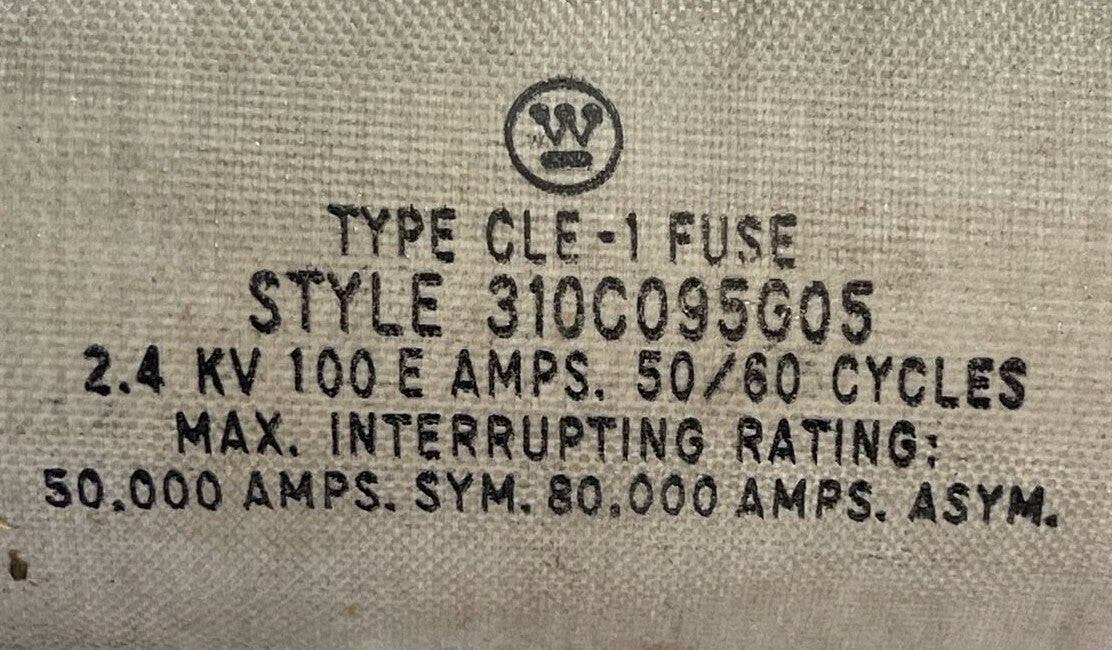 W
TYPE CLE-1 FUSE
STYLE 310C095G05
2.4 KV 100 E AMPS. 50/60 CYCLES
MAX. INTERRUPTING RATING:
50.000 AMPS. SYM. 80.000 AMPS. ASYM.